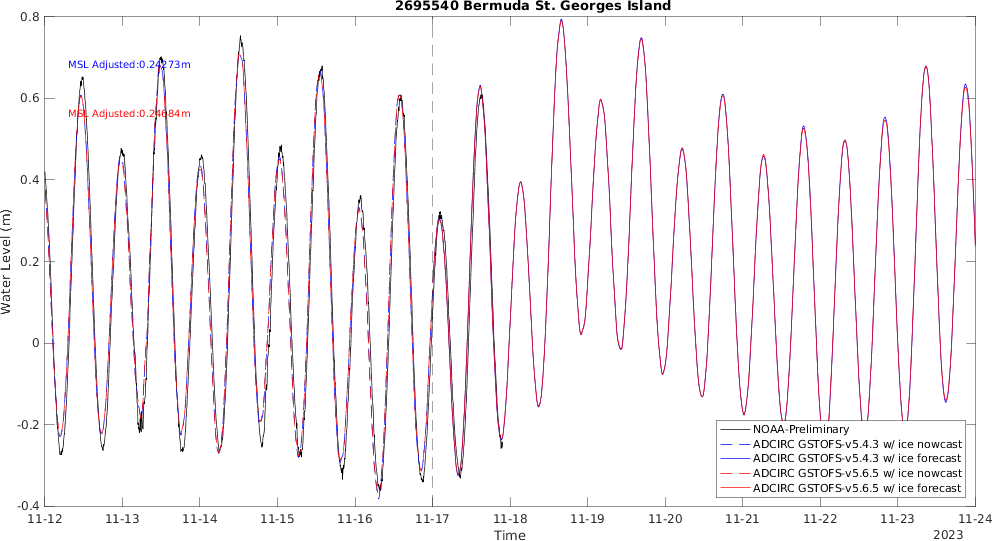 2695540 Bermuda St. Georges Island
0.8
0.6
0.4
0.2
0
-0.2
-0.4
Water Level (m)
MSL Adjusted:0.24273m
MSL Adjusted:0.24684m
NOAA-Preliminary
ADCIRC GSTOFS-v5.4.3 w/ ice nowcast
ADCIRC GSTOFS-v5.4.3 w/ ice forecast
ADCIRC GSTOFS-v5.6.5 w/ ice nowcast
ADCIRC GSTOFS-v5.6.5 w/ ice forecast
11-12 11-13 11-14 11-15 11-16 11-17 11-18 11-19 11-20 11-21 11-22 11-23 11-24
Time
2023